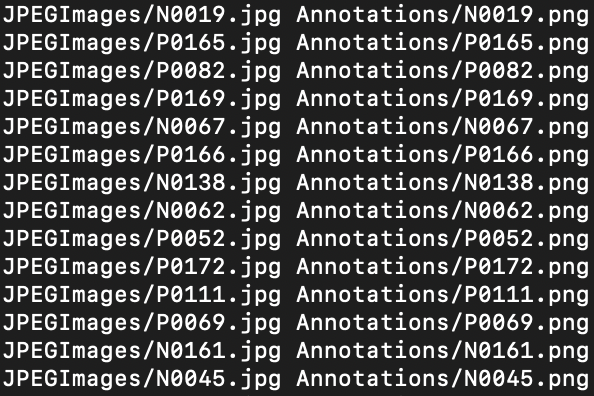 JPEGImages/N0019.jpg Annotations/N0019.png
JPEGImages/P0165.jpg Annotations/P0165.png
JPEGImages/P0082.jpg Annotations/P0082.png
JPEGImages/P0169.jpg Annotations/P0169.png
JPEGImages/N0067.jpg Annotations/N0067.png
JPEGImages/P0166.jpg Annotations/P0166.png
JPEGImages/N0138.jpg Annotations/N0138.png
JPEGImages/N0062.jpg Annotations/N0062.png
JPEGImages/P0052.jpg Annotations/P0052.png
JPEGImages/P0172.jpg Annotations/P0172.png
JPEGImages/P0111.jpg Annotations/P0111.png
JPEGImages/P0069.jpg Annotations/P0069.png
JPEGImages/N0161.jpg Annotations/N0161.png
JPEGImages/N0045.jpg Annotations/N0045.png